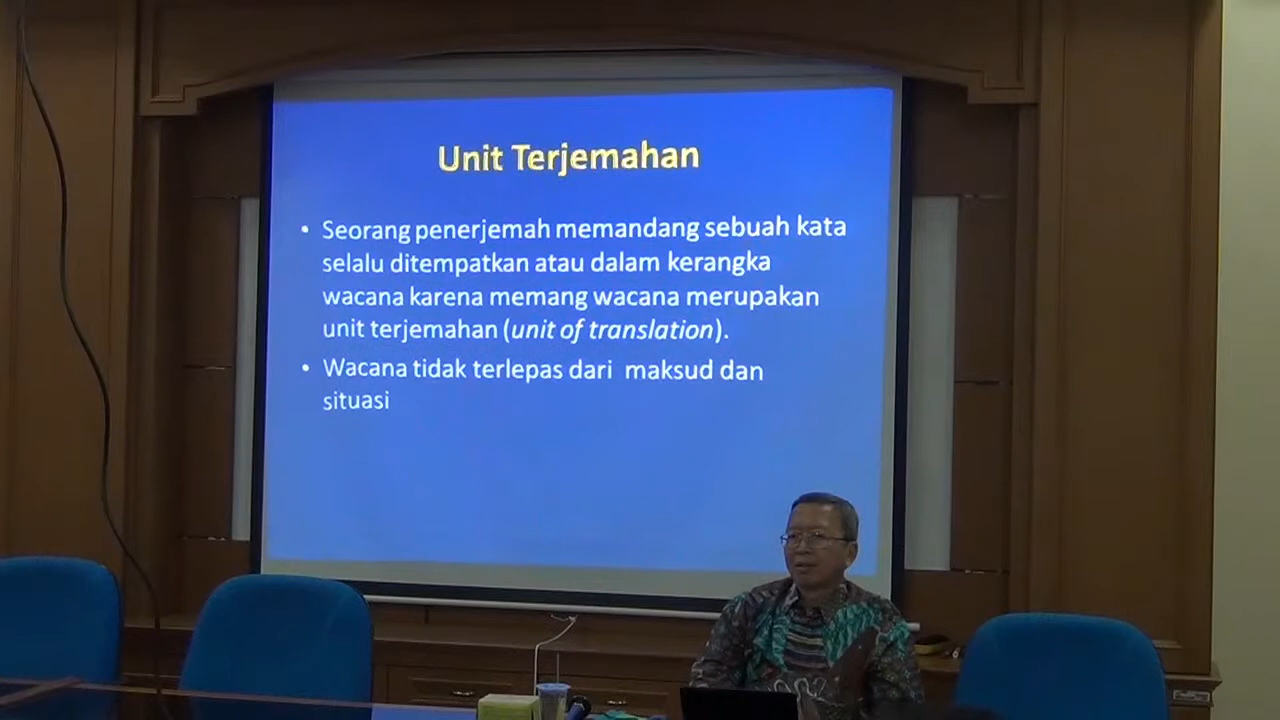 Unit Terjemahan
• Seorang penerjemah memandang sebuah kata
selalu ditempatkan atau dalam kerangka
wacana karena memang wacana merupakan
unit terjemahan (unit of translation).
• Wacana tidak terlepas dari maksud dan
situasi